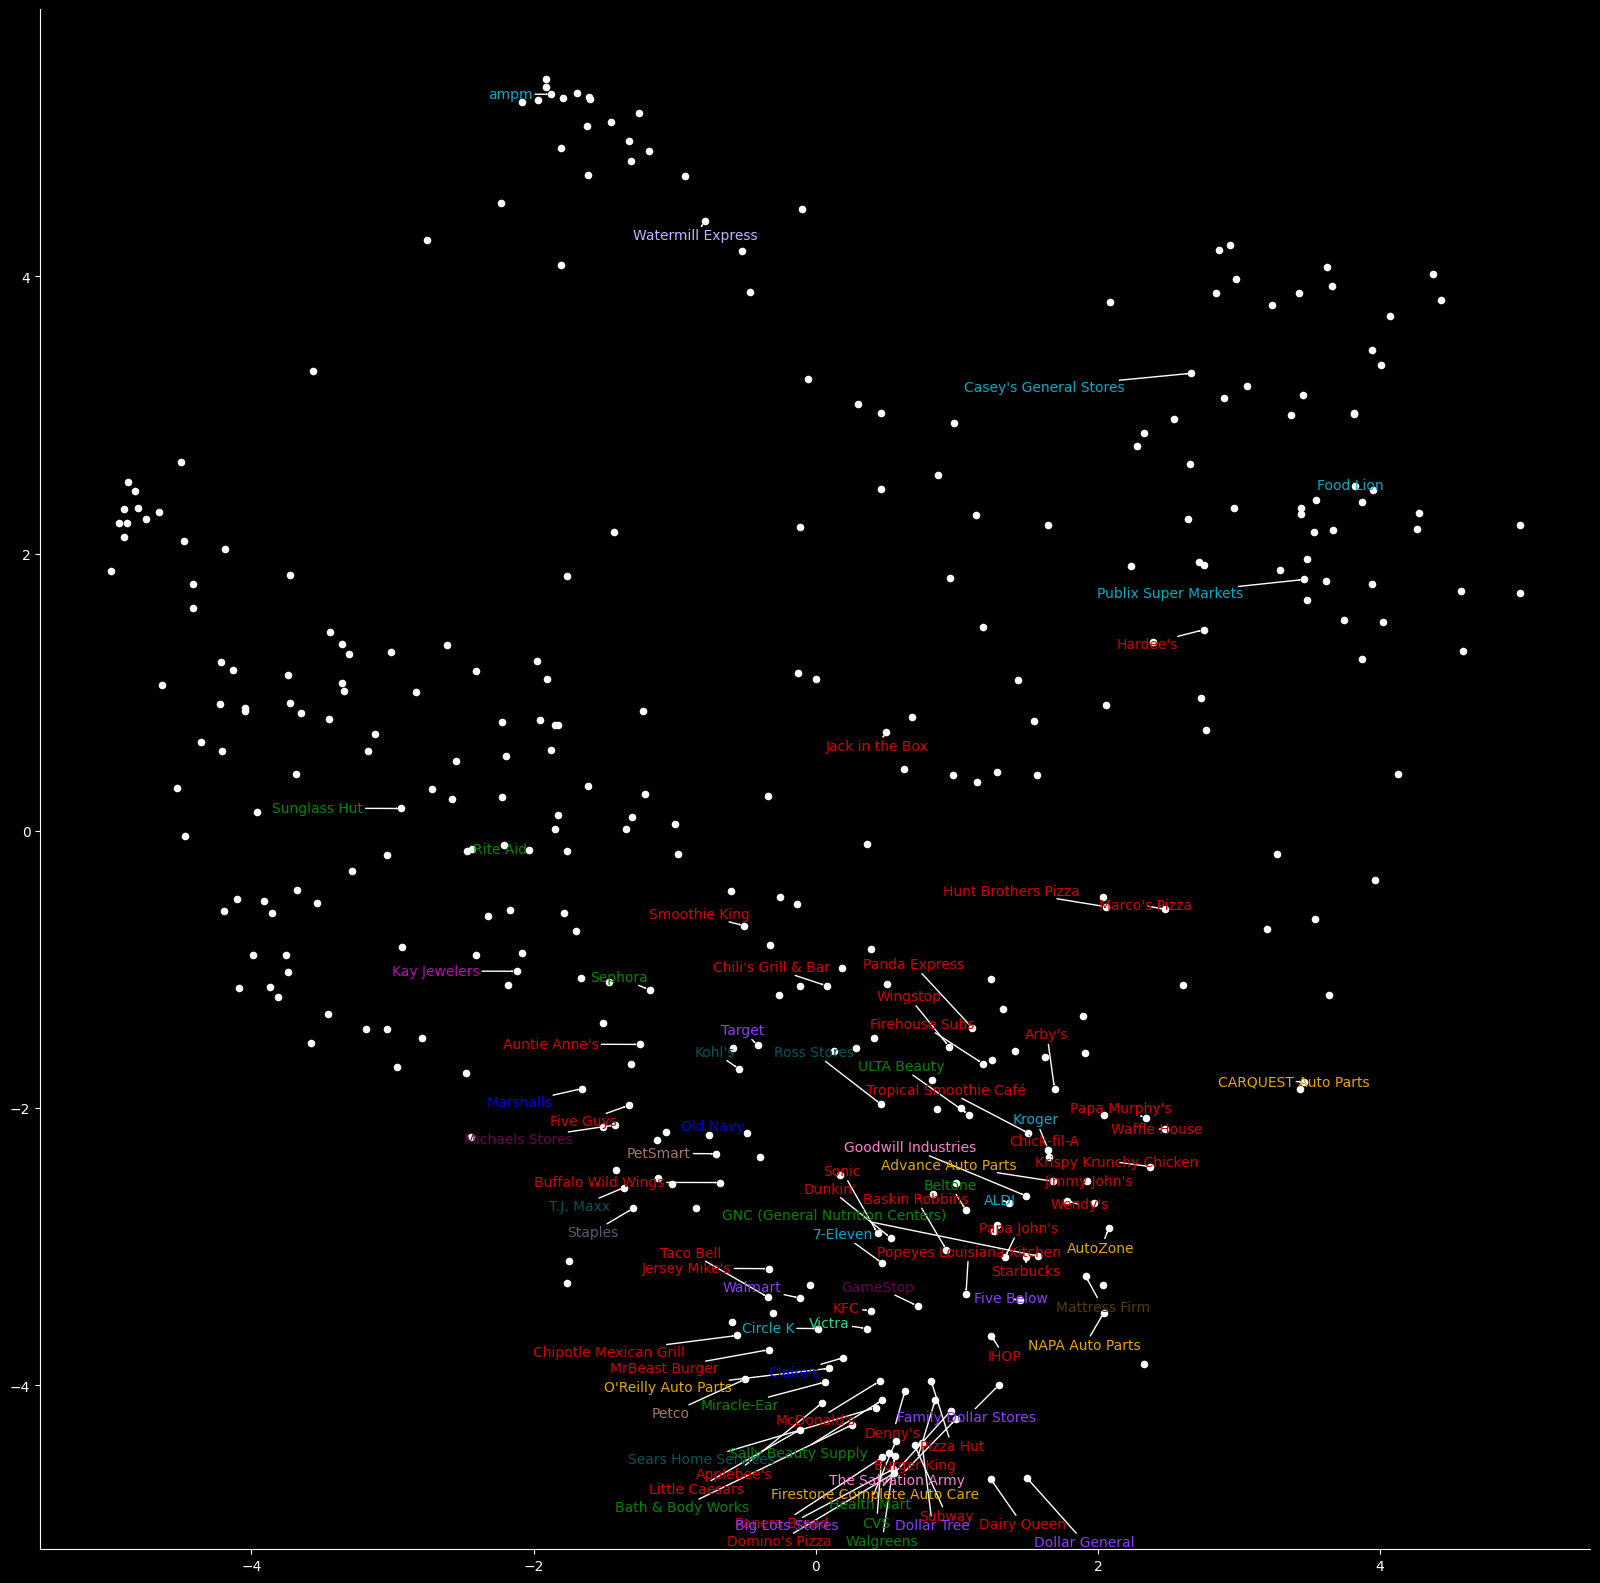 ampm
Watermill Express
4
Casey's General Stores
Food Lion
2
Publix Super Markets
Hardee's
Jack in the Box
Sunglass Hut
0
Rite Aid
Hunt Brothers Pizza
Marco's Pizza
Smoothie King
Kay Jewelers
Sephora
Chili's Grill & Bar
Panda Express
Wingstop
Firehouse Subs
Target
Arby's
Auntie Anne's
Kohl's
Ross Stores
ULTA Beauty
CARQUEST Auto Parts
Tropical Smoothie Café
Marshalls
−2
Papa Murphy's
Five Guys
Kroger
Old Navy
Waffle House
Michaels Stores
Chick-fil-A
Goodwill Industries
PetSmart
Krispy Krunchy Chicken
Advance Auto Parts
Sonic
Buffalo Wild Wings
Jimmy John's
Beltone
Dunkin'
Baskin Robbins
ALDI
T.J. Maxx
Wendy's
GNC (General Nutrition Centers)
Staples
7-Eleven
Papa John's
AutoZone
Taco Bell
Popeyes Louisiana Kitchen
Jersey Mike's
Starbucks
Walmart
GameStop
Five Below
KFC
Mattress Firm
Circle K
Victra
NAPA Auto Parts
Chipotle Mexican Grill
IHOP
MrBeast Burger
Claire's
−4
O'Reilly Auto Parts
Miracle-Ear
Petco
McDonald's
Family Dollar Stores
Denny's
Sally Beauty Supply
Pizza Hut
Sears Home Services
Burger King
Applebee's
The Salvation Army
Little Caesars
Firestone Complete Auto Care
Bath & Body Works
Health Mart
Subway
Panera Bread
Big Lots Stores
CVS
Dollar Tree
Dairy Queen
Domino's Pizza
Walgreens
Dollar General
−4
−2
0
2
4